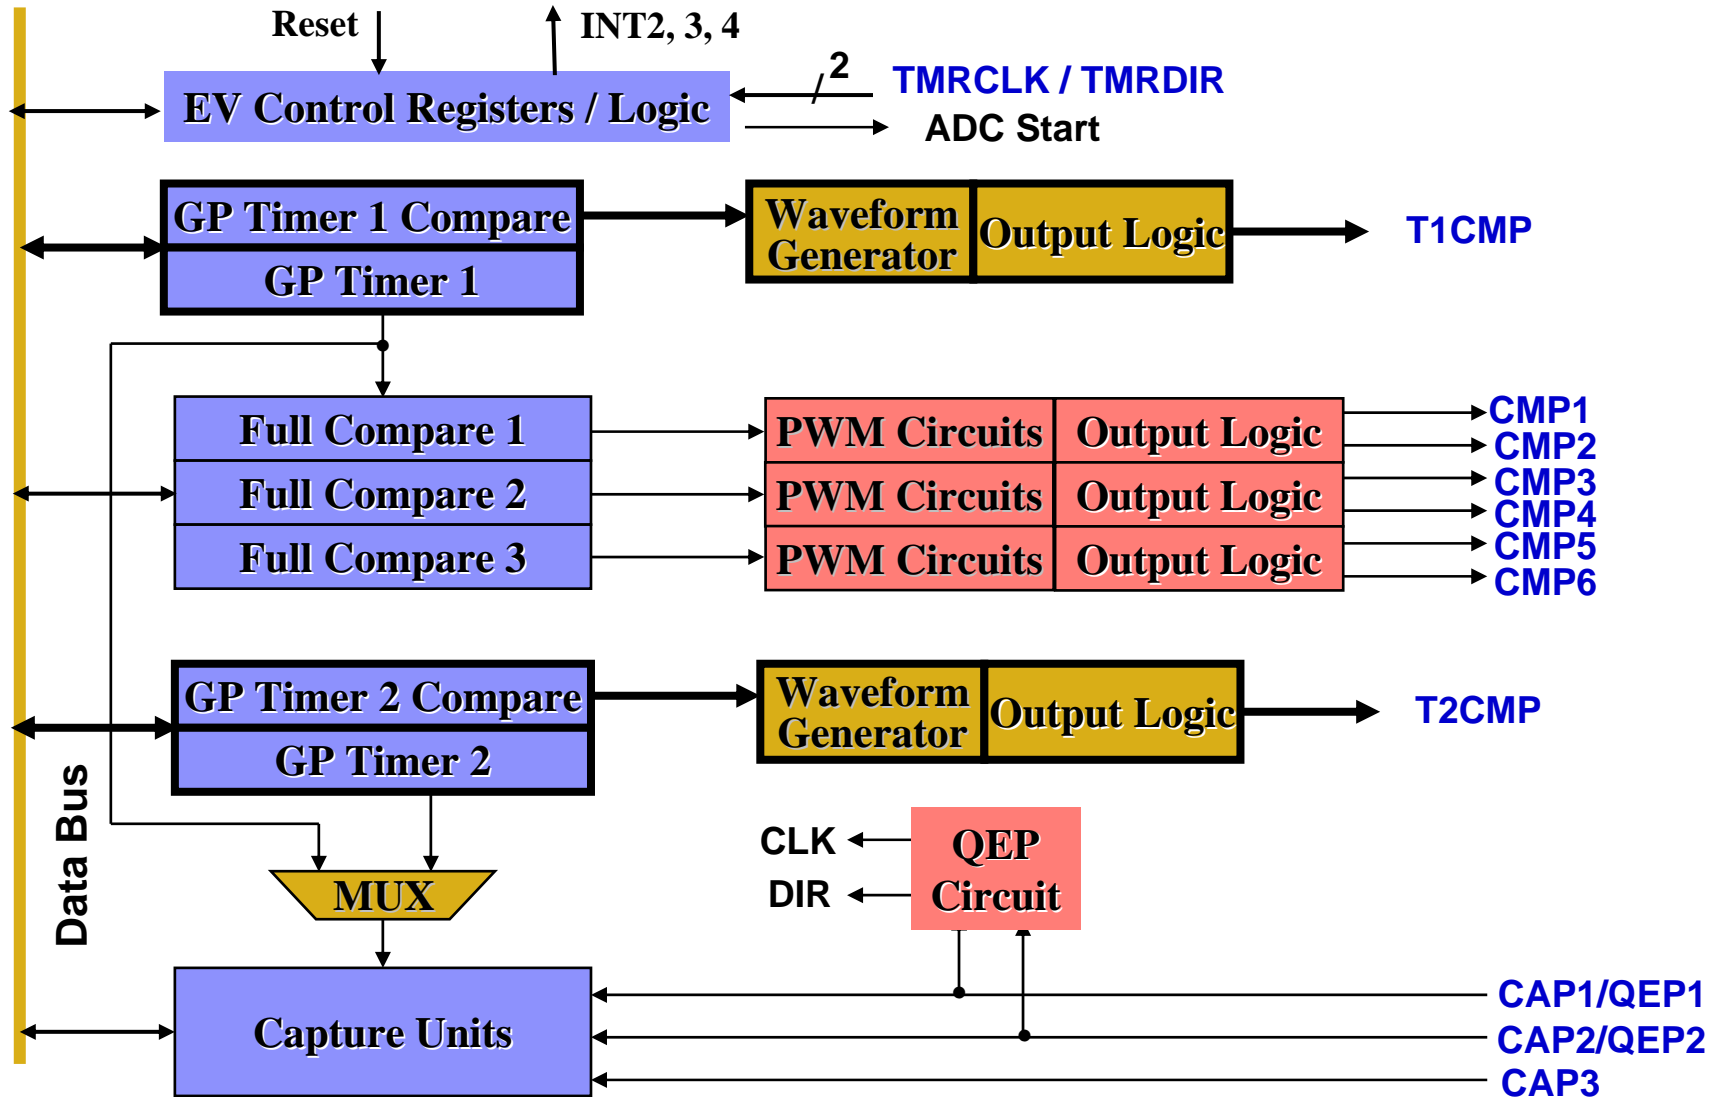 Reset
INT2, 3, 4
2
TMRCLK / TMRDIR
EV Control Registers / Logic
ADC Start
GP Timer 1 Compare
Waveform
Generator
Output Logic
T1CMP
GP Timer 1
Full Compare 1
PWM Circuits
Output Logic
CMP1
CMP2
Full Compare 2
PWM Circuits
Output Logic
CMP3
CMP4
Full Compare 3
PWM Circuits
Output Logic
CMP5
CMP6
GP Timer 2 Compare
Waveform
Generator
Output Logic
T2CMP
GP Timer 2
Data Bus
CLK
DIR
QEP
Circuit
MUX
Capture Units
CAP1/QEP1
CAP2/QEP2
CAP3